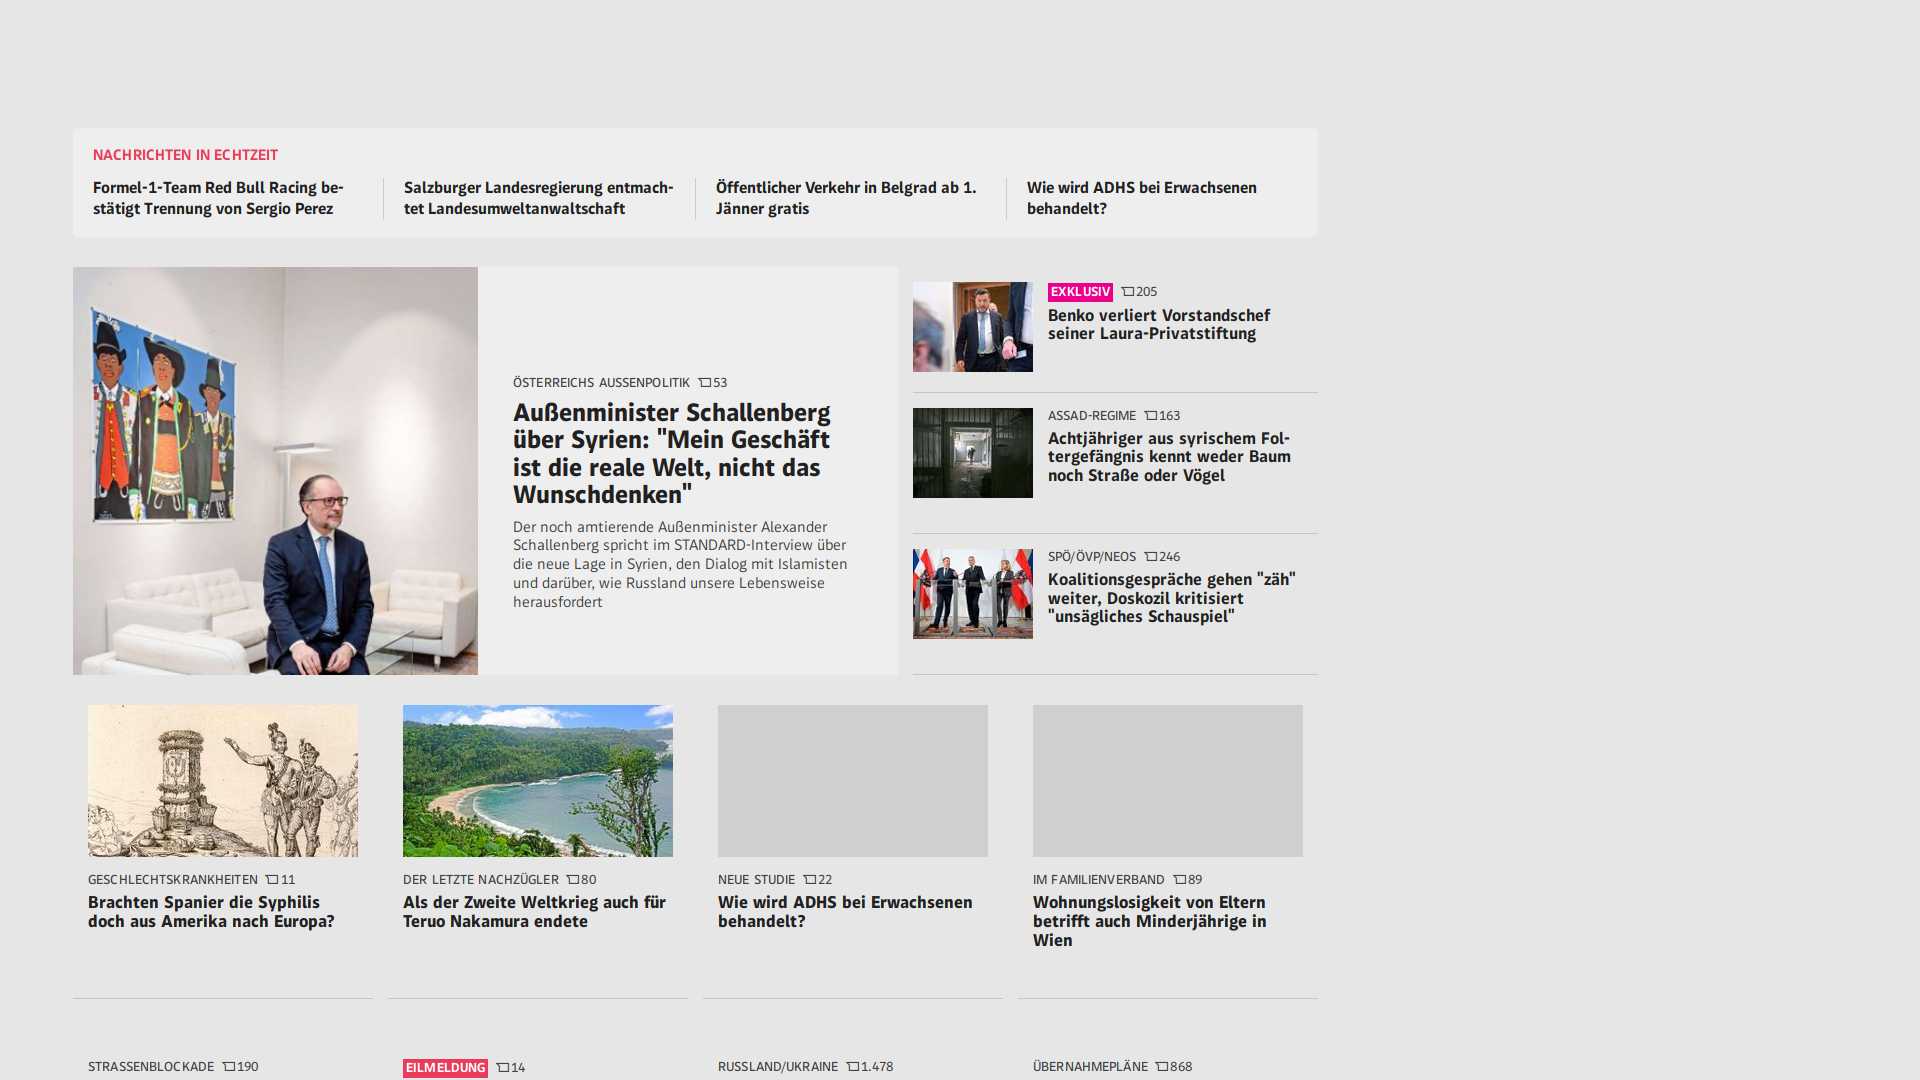 NACHRICHTEN IN ECHTZEIT
Formel-1-Team Red Bull Racing be-
stätigt Trennung von Sergio Perez
Salzburger Landesregierung entmach-
tet Landesumweltanwaltschaft
Öffentlicher Verkehr in Belgrad ab 1.
Jänner gratis
Wie wird ADHS bei Erwachsenen
behandelt?
ÖSTERREICHS AUSSENPOLITIK 53
Außenminister Schallenberg
über Syrien: "Mein Geschäft
ist die reale Welt, nicht das
Wunschdenken"
Der noch amtierende Außenminister Alexander
Schallenberg spricht im STANDARD-Interview über
die neue Lage in Syrien, den Dialog mit Islamisten
und darüber, wie Russland unsere Lebensweise
herausfordert
EXKLUSIV 205
Benko verliert Vorstandschef
seiner Laura-Privatstiftung
ASSAD-REGIME 163
Achtjähriger aus syrischem Fol-
tergefängnis kennt weder Baum
noch Straße oder Vögel
SPÖ/ÖVP/NEOS 246
Koalitionsgespräche gehen "zäh"
weiter, Doskozil kritisiert
"unsägliches Schauspiel"
GESCHLECHTSKRANKHEITEN 11
Brachten Spanier die Syphilis
doch aus Amerika nach Europa?
DER LETZTE NACHZÜGLER 80
Als der Zweite Weltkrieg auch für
Teruo Nakamura endete
NEUE STUDIE 22
Wie wird ADHS bei Erwachsenen
behandelt?
IM FAMILIENVERBAND 89
Wohnungslosigkeit von Eltern
betrifft auch Minderjährige in
Wien
STRASSENBLOCKADE 190
EILMELDUNG 14
RUSSLAND/UKRAINE 1.478
ÜBERNAHMEPLÄNE 868